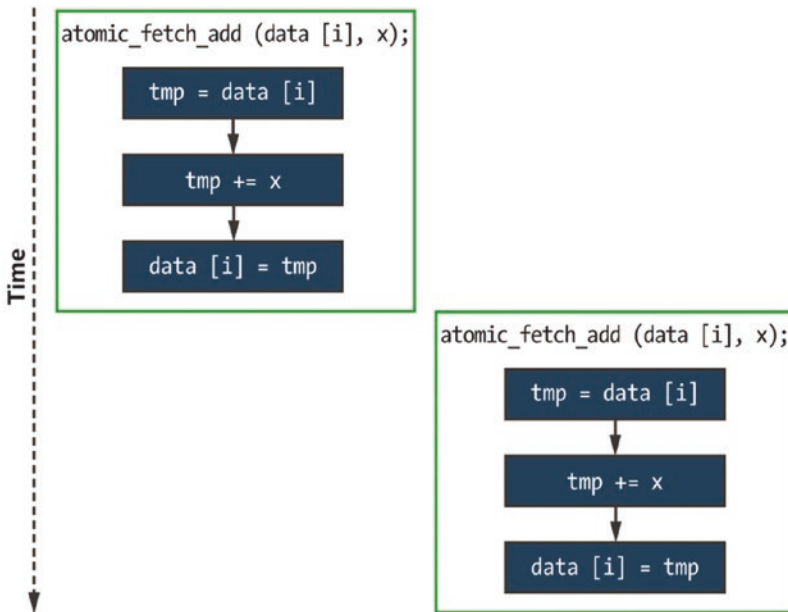 atomic_fetch_add (data [i], x);
tmp = data [i]
tmp += x
data [i] = tmp
Time
atomic_fetch_add (data [i], x);
tmp = data [i]
tmp += x
data [i] = tmp